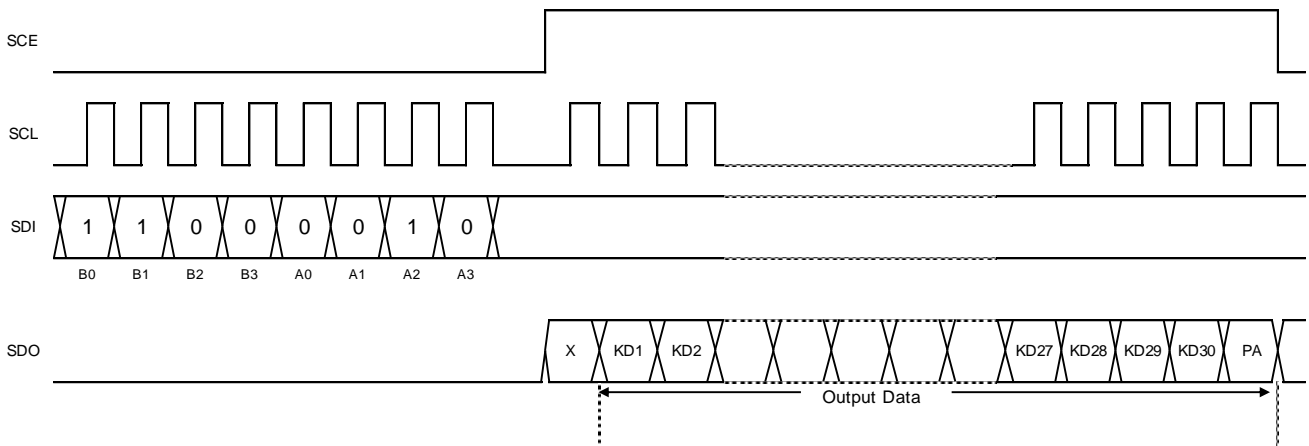 SCE
SCL
SDI 1 1 0 0 0 0 1 0
B0 B1 B2 B3 A0 A1 A2 A3
SDO X KD1 KD2 KD27 KD28 KD29 KD30 PA
Output Data